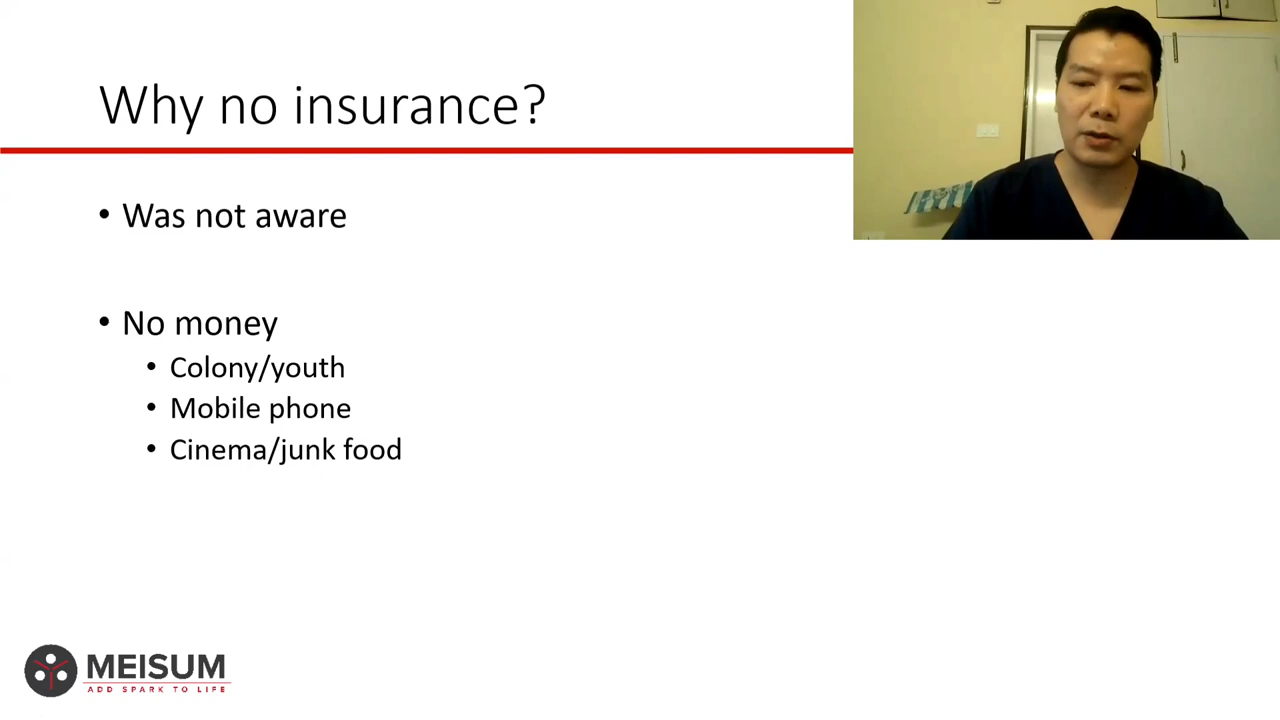 Why no insurance?
• Was not aware
• No money
• Colony/youth
• Mobile phone
• Cinema/junk food
MEISUM
ADD SPARK TO LIFE